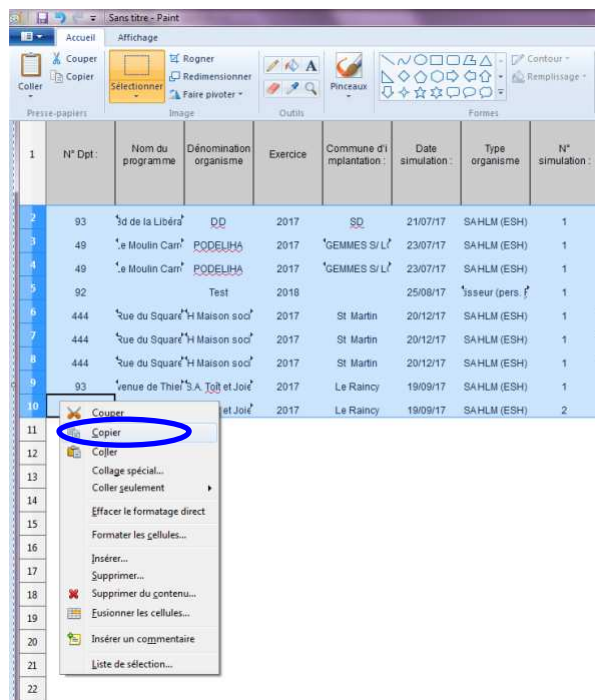 Sans titre - Paint
Accueil Affichage
Coller
Couper
Copier
Presse-papiers
Sélectionner
Rogner
Redimensionner
Faire pivoter
Image
A
Outils
Pinceaux
Contour
Remplissage
Formes
1 N° Dpt : Nom du programme Dénomination organisme Exercice Commune d'i mplantation : Date simulation : Type organisme N° simulation :
2 93 3d de la Libéra DD 2017 SD 21/07/17 SAHLM (ESH) 1
3 49 Le Moulin Carr PODELIHA 2017 GEMMES S/ L 23/07/17 SAHLM (ESH) 1
4 49 Le Moulin Carr PODELIHA 2017 GEMMES S/ L 23/07/17 SAHLM (ESH) 1
5 92 Test 2018 25/08/17 isseur (pers. 1
6 444 Rue du Square H Maison soci 2017 St Martin 20/12/17 SAHLM (ESH) 1
7 444 Rue du Square H Maison soci 2017 St Martin 20/12/17 SAHLM (ESH) 1
8 444 Rue du Square H Maison soci 2017 St Martin 20/12/17 SAHLM (ESH) 1
9 93 venue de Thier S.A. Toit et Joie 2017 Le Raincy 19/09/17 SAHLM (ESH) 1
10 et Joie 2017 Le Raincy 19/09/17 SAHLM (ESH) 2
11
12
13
14
15
16
17
18
19
20
21
22
Couper
Copier
Coller
Collage spécial...
Coller seulement
Effacer le formatage direct
Formater les cellules...
Insérer...
Supprimer...
Supprimer du contenu...
Fusionner les cellules...
Insérer un commentaire
Liste de sélection...